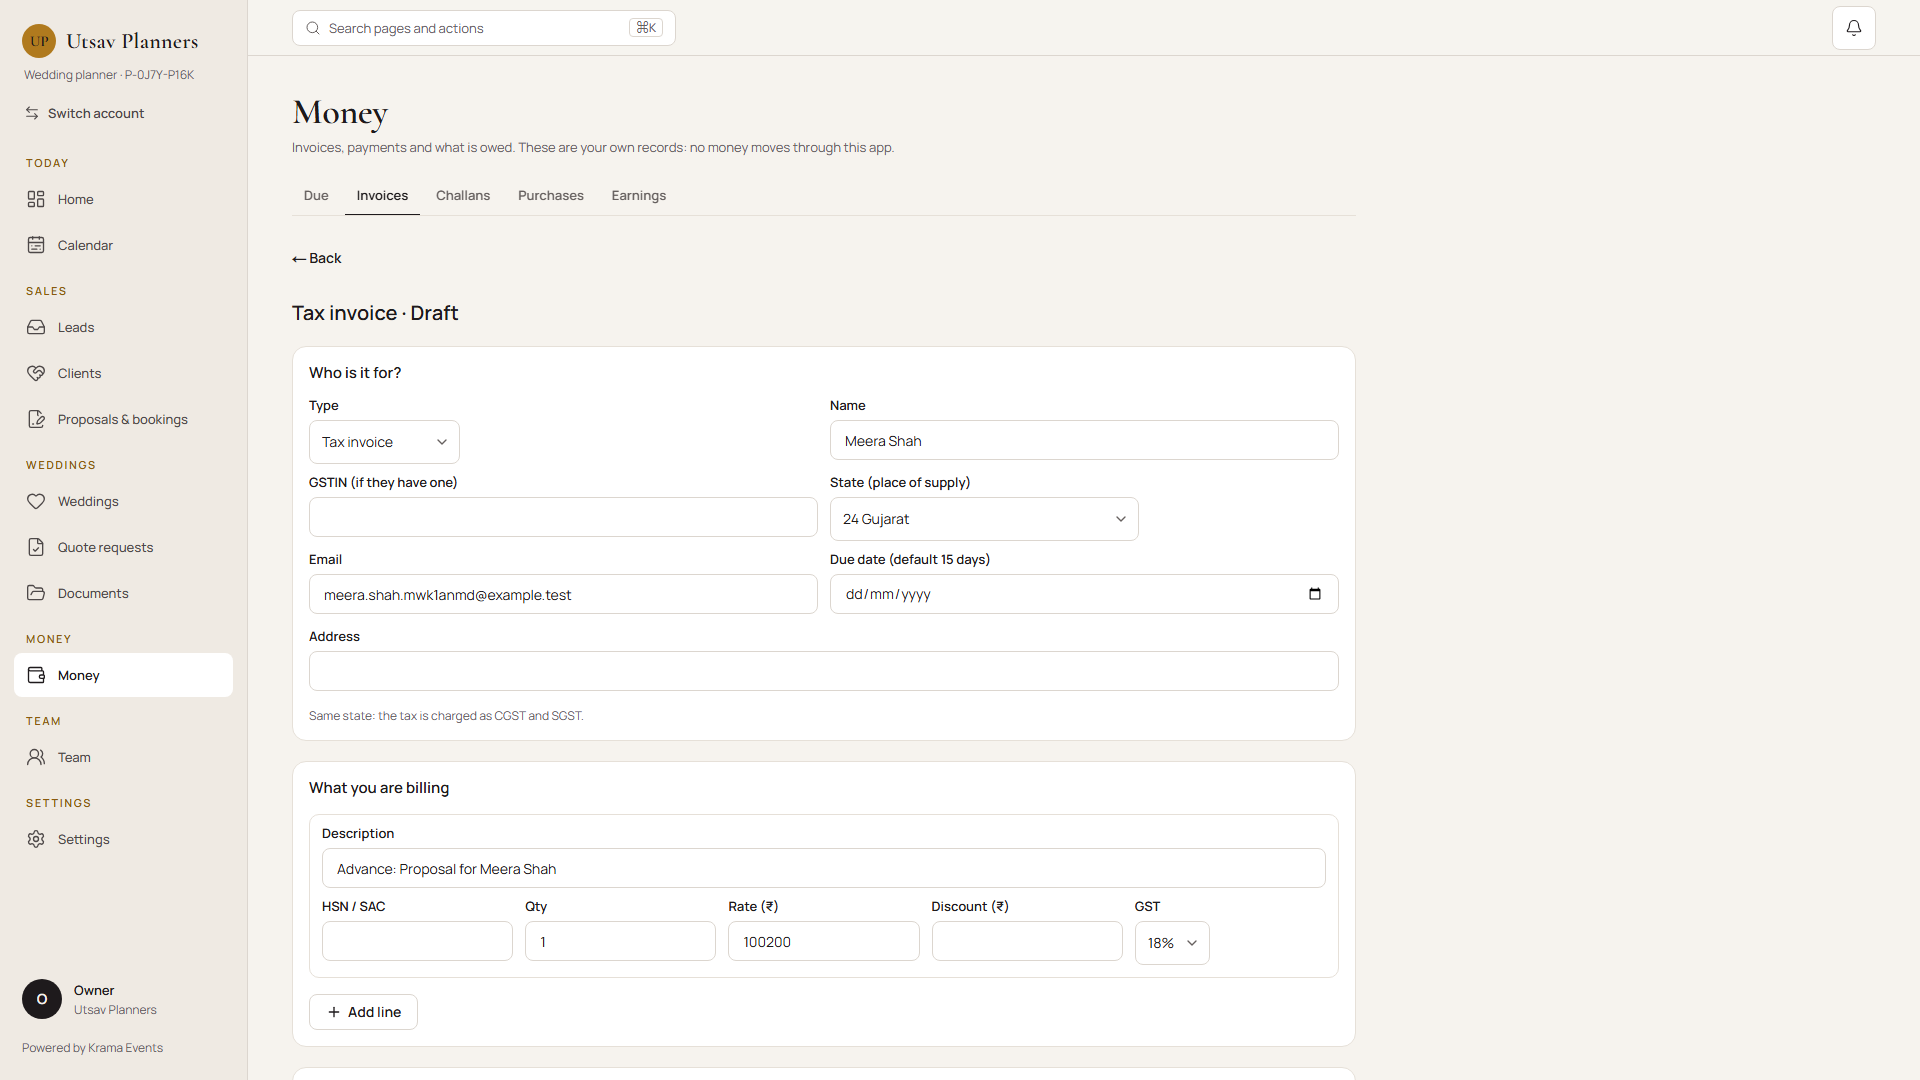 UP Utsav Planners
Wedding planner · P-0J7Y-P16K
Switch account
TODAY
Home
Calendar
SALES
Leads
Clients
Proposals & bookings
WEDDINGS
Weddings
Quote requests
Documents
MONEY
Money
TEAM
Team
SETTINGS
Settings
O Owner
Utsav Planners
Powered by Krama Events
Search pages and actions ⌘K
Money
Invoices, payments and what is owed. These are your own records: no money moves through this app.
Due Invoices Challans Purchases Earnings
← Back
Tax invoice · Draft
Who is it for?
Type Name
Tax invoice Meera Shah
GSTIN (if they have one) State (place of supply)
24 Gujarat
Email Due date (default 15 days)
meera.shah.mwk1anmd@example.test dd/mm/yyyy
Address
Same state: the tax is charged as CGST and SGST.
What you are billing
Description
Advance: Proposal for Meera Shah
HSN / SAC Qty Rate (₹) Discount (₹) GST
1 100200 18%
+ Add line